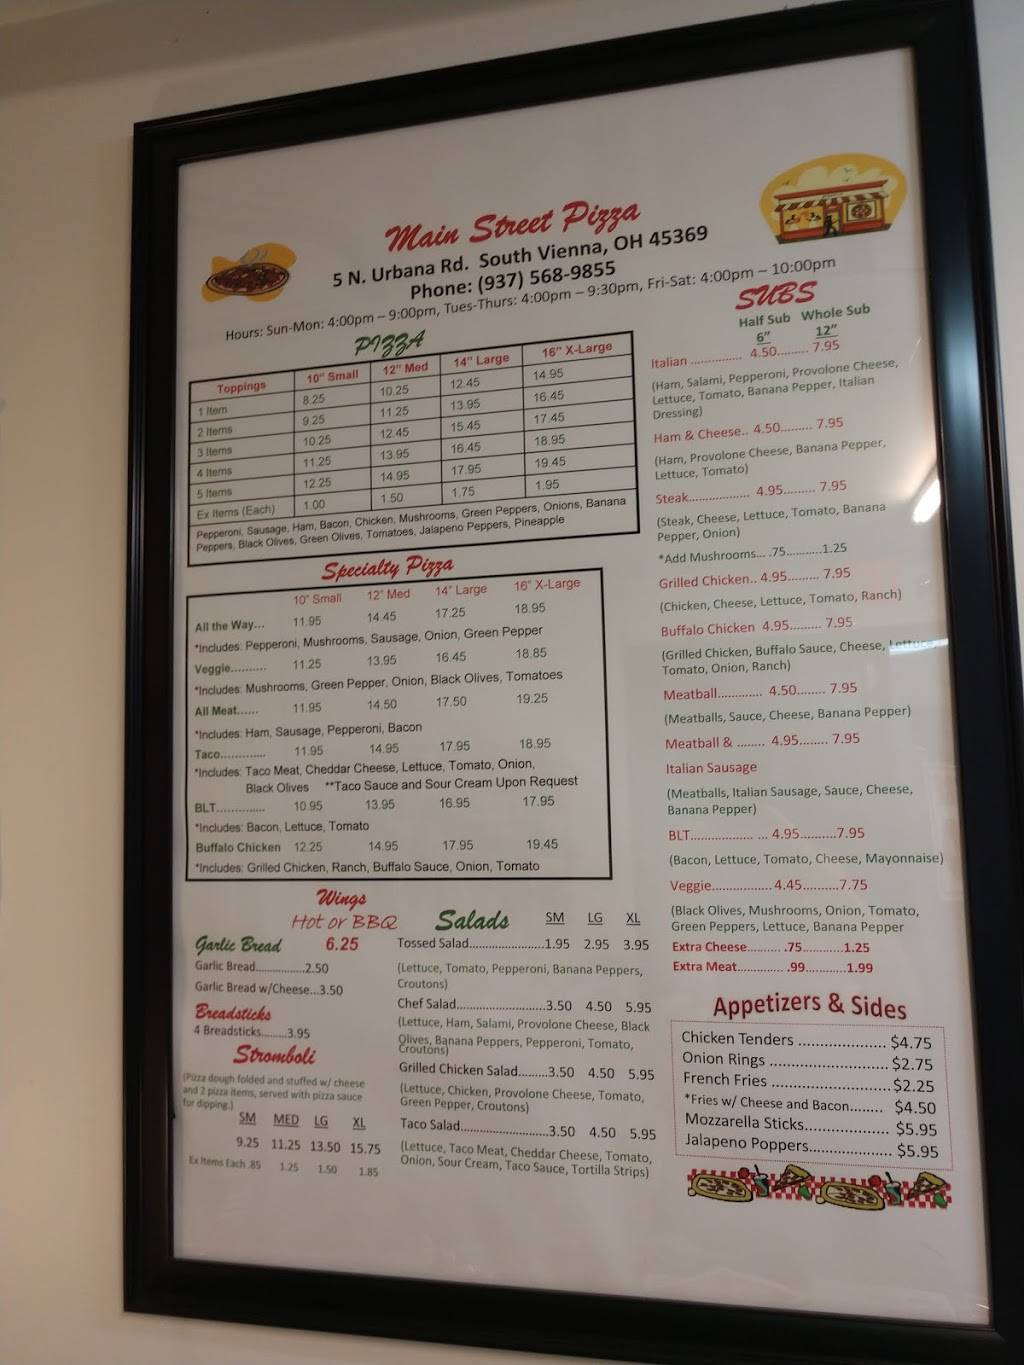 Main Street Pizza
5 N. Urbana Rd. South Vienna, OH 45369
Phone: (937) 568-9855
Hours: Sun-Mon: 4:00pm – 9:00pm, Tues-Thurs: 4:00pm – 9:30pm, Fri-Sat: 4:00pm – 10:00pm
PIZZA
Toppings 10" Small 12" Med 14" Large 16" X-Large
1 Item 8.25 10.25 12.45 14.95
2 Items 9.25 11.25 13.95 16.45
3 Items 10.25 12.45 15.45 17.45
4 Items 11.25 13.95 16.45 18.95
5 Items 12.25 14.95 17.95 19.45
Ex Items (Each) 1.00 1.50 1.75 1.95
Pepperoni, Sausage, Ham, Bacon, Chicken, Mushrooms, Green Peppers, Onions, Banana
Peppers, Black Olives, Green Olives, Tomatoes, Jalapeno Peppers, Pineapple
Specialty Pizza
10" Small 12" Med 14" Large 16" X-Large
All the Way... 11.95 14.45 17.25 18.95
*Includes: Pepperoni, Mushrooms, Sausage, Onion, Green Pepper
Veggie.......... 11.25 13.95 16.45 18.85
*Includes: Mushrooms, Green Pepper, Onion, Black Olives, Tomatoes
All Meat...... 11.95 14.50 17.50 19.25
*Includes: Ham, Sausage, Pepperoni, Bacon
Taco............. 11.95 14.95 17.95 18.95
*Includes: Taco Meat, Cheddar Cheese, Lettuce, Tomato, Onion,
Black Olives **Taco Sauce and Sour Cream Upon Request
BLT.............. 10.95 13.95 16.95 17.95
*Includes: Bacon, Lettuce, Tomato
Buffalo Chicken 12.25 14.95 17.95 19.45
*Includes: Grilled Chicken, Ranch, Buffalo Sauce, Onion, Tomato
Wings
Hot or BBQ
6.25
Garlic Bread
Garlic Bread...............2.50
Garlic Bread w/Cheese...3.50
Breadsticks
4 Breadsticks........3.95
Stromboli
(Pizza dough folded and stuffed w/ cheese
and 2 pizza items, served with pizza sauce
for dipping.)
SM MED LG XL
9.25 11.25 13.50 15.75
Ex Items Each .85 1.25 1.50 1.85
Salads SM LG XL
Tossed Salad........................1.95 2.95 3.95
(Lettuce, Tomato, Pepperoni, Banana Peppers,
Croutons)
Chef Salad............................3.50 4.50 5.95
(Lettuce, Ham, Salami, Provolone Cheese, Black
Olives, Banana Peppers, Pepperoni, Tomato,
Croutons)
Grilled Chicken Salad.........3.50 4.50 5.95
(Lettuce, Chicken, Provolone Cheese, Tomato,
Green Pepper, Croutons)
Taco Salad............................3.50 4.50 5.95
(Lettuce, Taco Meat, Cheddar Cheese, Tomato,
Onion, Sour Cream, Taco Sauce, Tortilla Strips)
SUBS
Half Sub Whole Sub
6" 12"
Italian ............... 4.50......... 7.95
(Ham, Salami, Pepperoni, Provolone Cheese,
Lettuce, Tomato, Banana Pepper, Italian
Dressing)
Ham & Cheese.. 4.50......... 7.95
(Ham, Provolone Cheese, Banana Pepper,
Lettuce, Tomato)
Steak.................. 4.95......... 7.95
(Steak, Cheese, Lettuce, Tomato, Banana
Pepper, Onion)
*Add Mushrooms... .75...........1.25
Grilled Chicken.. 4.95......... 7.95
(Chicken, Cheese, Lettuce, Tomato, Ranch)
Buffalo Chicken 4.95......... 7.95
(Grilled Chicken, Buffalo Sauce, Cheese, Lettuce,
Tomato, Onion, Ranch)
Meatball............. 4.50........ 7.95
(Meatballs, Sauce, Cheese, Banana Pepper)
Meatball & ........ 4.95........ 7.95
Italian Sausage
(Meatballs, Italian Sausage, Sauce, Cheese,
Banana Pepper)
BLT................... ... 4.95..........7.95
(Bacon, Lettuce, Tomato, Cheese, Mayonnaise)
Veggie.................. 4.45..........7.75
(Black Olives, Mushrooms, Onion, Tomato,
Green Peppers, Lettuce, Banana Pepper
Extra Cheese.......... .75............1.25
Extra Meat.............. .99............1.99
Appetizers & Sides
Chicken Tenders .................... $4.75
Onion Rings ........................... $2.75
French Fries ........................... $2.25
*Fries w/ Cheese and Bacon........ $4.50
Mozzarella Sticks.................... $5.95
Jalapeno Poppers.................... $5.95